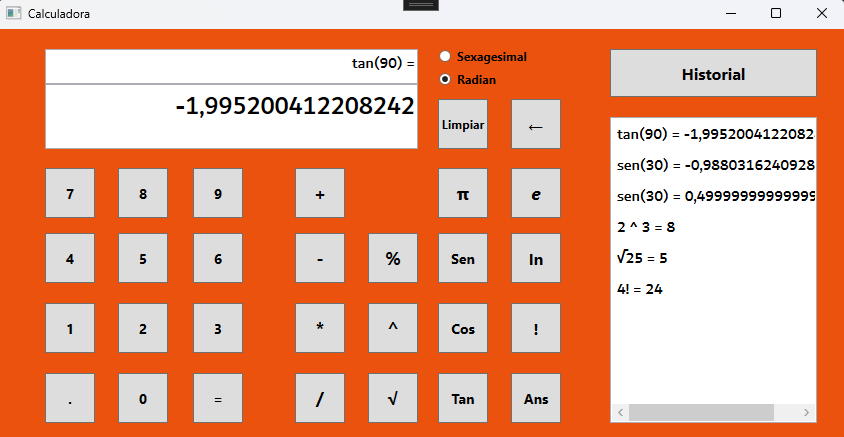 Calculadora
tan(90) =
-1,995200412208242
Sexagesimal
Radian
Limpiar ←
7 8 9 + π e
4 5 6 - % Sen ln
1 2 3 * ^ Cos !
. 0 = / √ Tan Ans
Historial
tan(90) = -1,9952004122082
sen(30) = -0,9880316240928
sen(30) = 0,49999999999999
2 ^ 3 = 8
√25 = 5
4! = 24